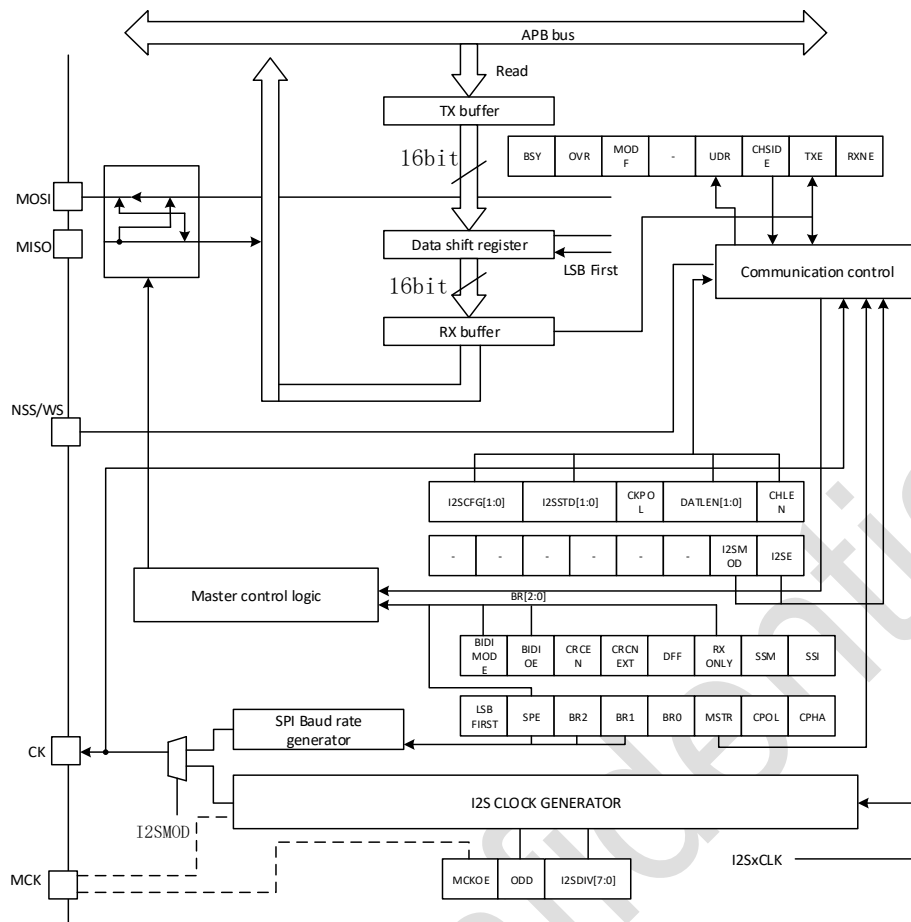 APB bus
Read
TX buffer
16bit
BSY
OVR
MOD
F
-
UDR
CHSID
E
TXE
RXNE
MOSI
MISO
Data shift register
LSB First
Communication control
16bit
RX buffer
NSS/WS
I2SCFG[1:0]
I2SSTD[1:0]
CKPO
L
DATLEN[1:0]
CHLE
N
-
-
-
-
-
-
I2SM
OD
I2SE
Master control logic
BR[2:0]
BIDI
MOD
E
BIDI
OE
CRCE
N
CRCN
EXT
DFF
RX
ONLY
SSM
SSI
LSB
FIRST
SPE
BR2
BR1
BR0
MSTR
CPOL
CPHA
SPI Baud rate
generator
CK
I2S CLOCK GENERATOR
I2SMOD
I2SxCLK
MCK
MCKOE
ODD
I2SDIV[7:0]